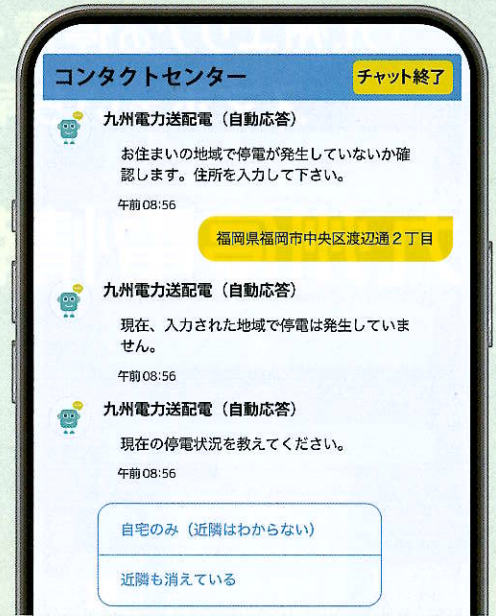 コンタクトセンター
チャット終了
九州電力送配電（自動応答）
お住まいの地域で停電が発生していないか確
認します。住所を入力して下さい。
午前08:56
福岡県福岡市中央区渡辺通２丁目
九州電力送配電（自動応答）
現在、入力された地域で停電は発生していま
せん。
午前08:56
九州電力送配電（自動応答）
現在の停電状況を教えてください。
午前08:56
自宅のみ（近隣はわからない）
近隣も消えている